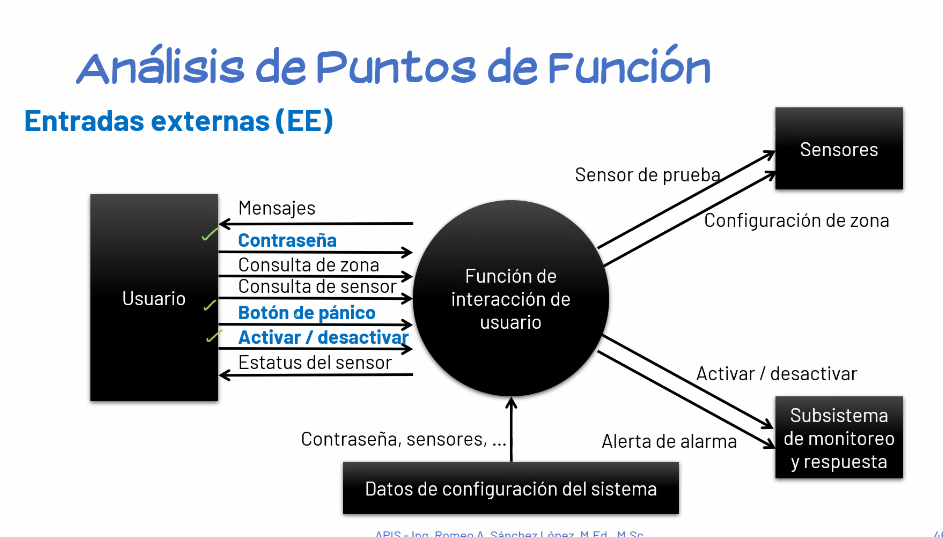 Análisis de Puntos de Función
Entradas externas (EE)
Sensores
Sensor de prueba
Configuración de zona
Mensajes
Contraseña
Consulta de zona
Consulta de sensor
Botón de pánico
Activar / desactivar
Estatus del sensor
Usuario
Función de
interacción de
usuario
Activar / desactivar
Alerta de alarma
Subsistema
de monitoreo
y respuesta
Contraseña, sensores, ...
Datos de configuración del sistema
APIS - Ing. Romeo A. Sánchez López, M.Ed., M.Sc.